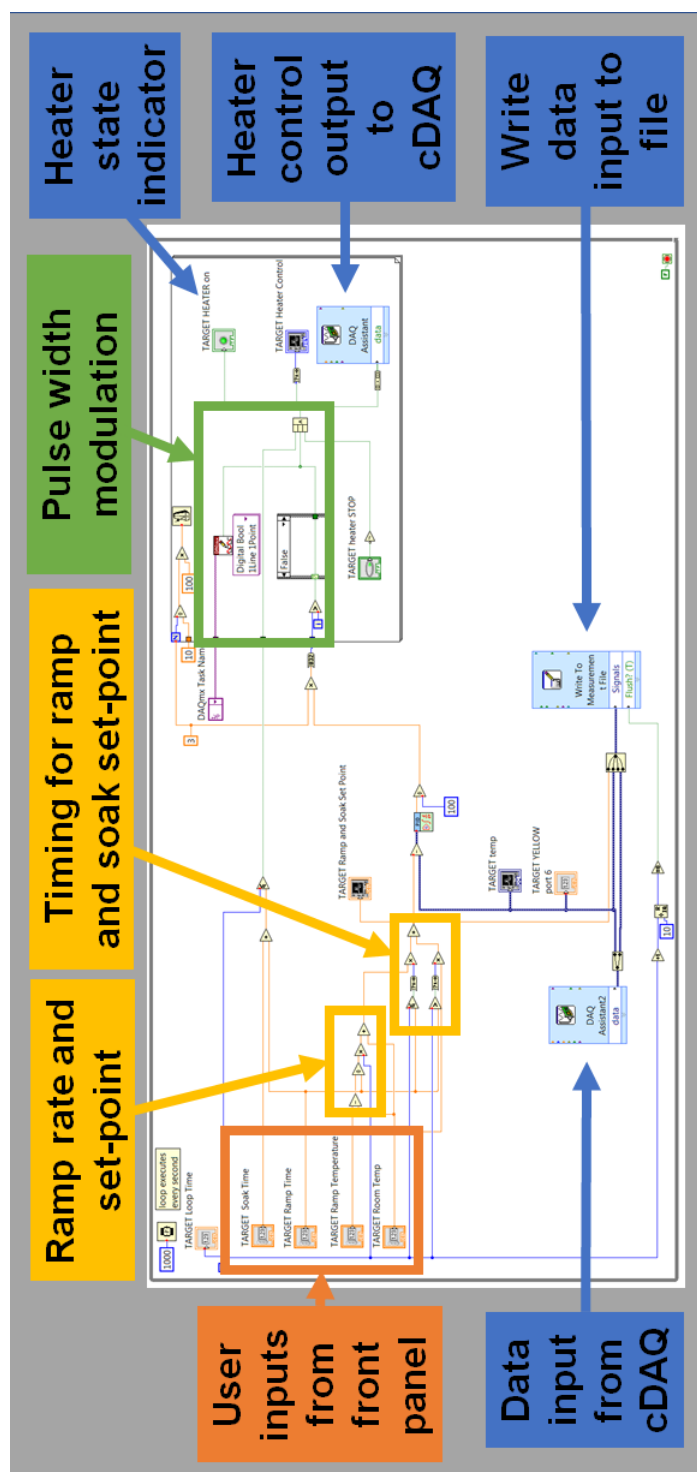 Ramp rate and
set-point
Timing for ramp
and soak set-point
Pulse width
modulation
Heater
state
indicator
User
inputs
from
front
panel
Heater
control
output
to
cDAQ
Data
input
from
cDAQ
Write
data
input to
file
1000
loop executes
every second
TARGET Loop Time
TARGET Soak Time
TARGET Ramp Time
TARGET Ramp Temperature
TARGET Room Temp
3
DAQmx Task Nam
10
N
100
Digital Bool
1Line 1Point
False
i
I32
TARGET heater STOP
TARGET HEATER on
TARGET Heater Control
DAQ
Assistant
data
TARGET Ramp and Soak Set Point
100
TARGET temp
TARGET YELLOW
port 6
DAQ
Assistant2
data
10
Write To
Measuremen
t File
Signals
Flush? (T)